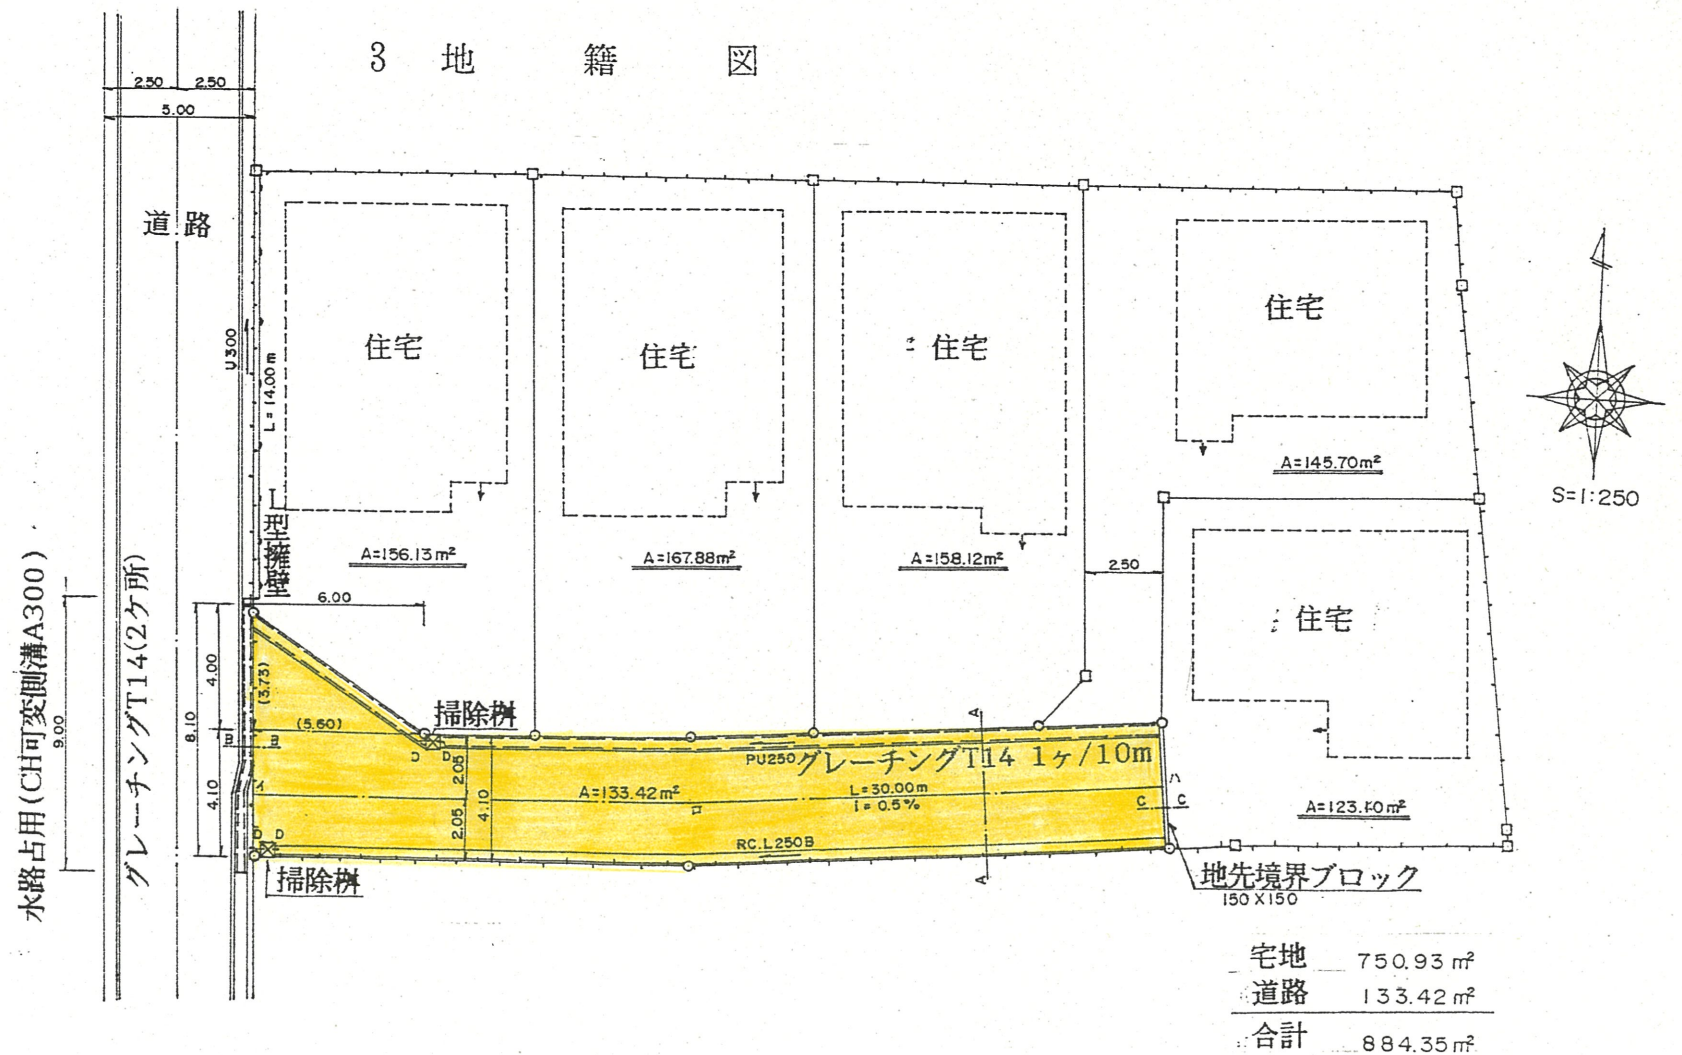 3 地 籍 図
2.50 2.50
5.00
道路
U300
L=14.00m
L型擁壁
住宅
住宅
住宅
住宅
A=145.70m²
S=1:250
A=156.13m²
A=167.88m²
A=158.12m²
2.50
住宅
A=123.10m²
6.00
水路占用(CH可変側溝A300)
9.00
グレーチングT14(2ケ所)
8.10
4.00
4.10
(3.73)
(5.60)
掃除桝
B B
D D
2.05
2.05
4.10
PU250
グレーチングT14 1ヶ/10m
A=133.42m²
L=30.00m
i=0.5%
イ
ハ
C C
A
A
D D
RC.L250B
掃除桝
地先境界ブロック
150X150
宅地 750.93㎡
道路 133.42㎡
合計 884.35㎡